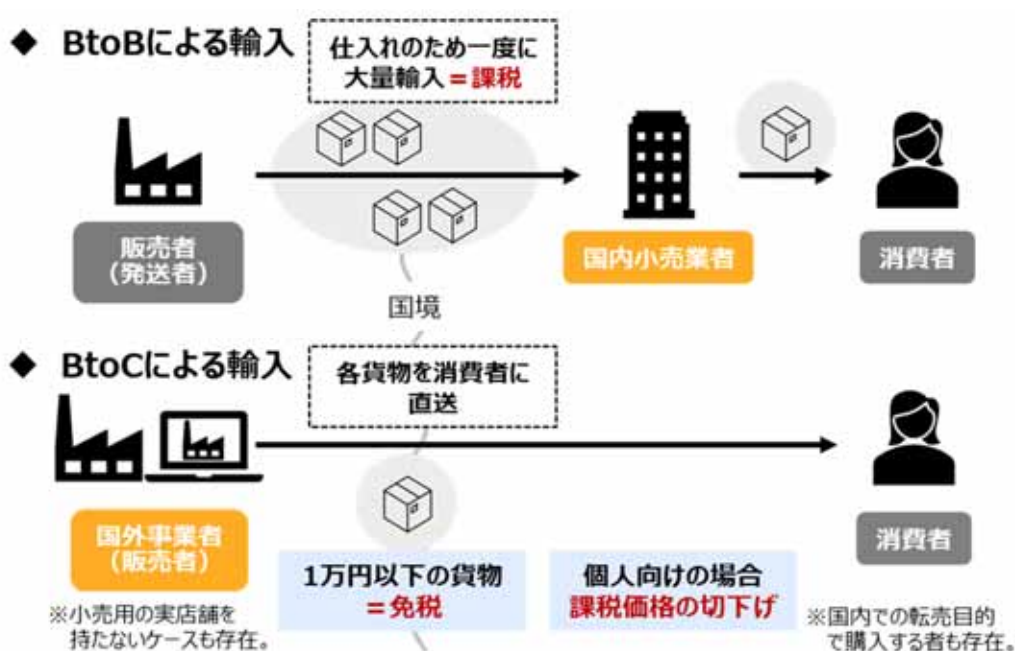 ◆ BtoBによる輸入
仕入れのため一度に
大量輸入＝課税
販売者
（発送者）
国内小売業者
消費者
国境
◆ BtoCによる輸入
各貨物を消費者に
直送
国外事業者
（販売者）
消費者
1万円以下の貨物
＝免税
個人向けの場合
課税価格の切下げ
※小売用の実店舗を
持たないケースも存在。
※国内での転売目的
で購入する者も存在。